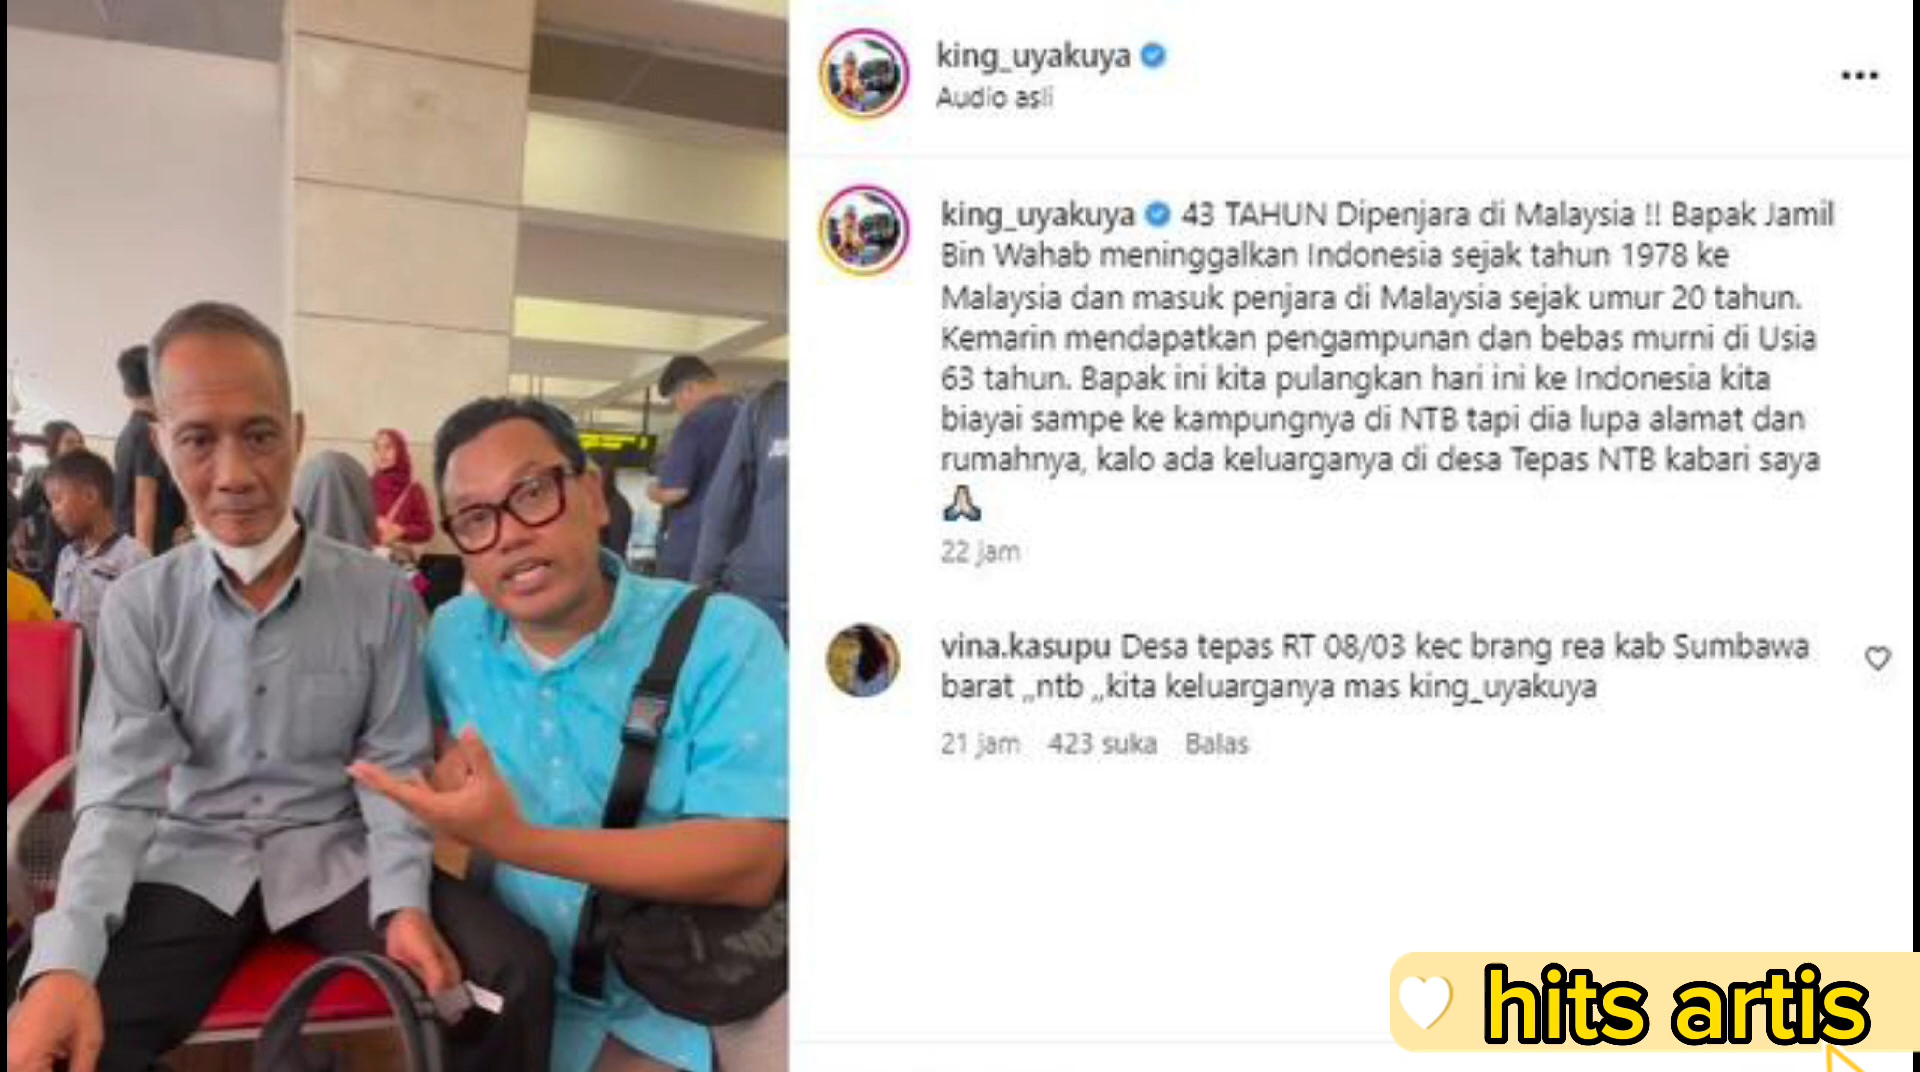 king_uyakuya
Audio asli
king_uyakuya 43 TAHUN Dipenjara di Malaysia !! Bapak Jamil
Bin Wahab meninggalkan Indonesia sejak tahun 1978 ke
Malaysia dan masuk penjara di Malaysia sejak umur 20 tahun.
Kemarin mendapatkan pengampunan dan bebas murni di Usia
63 tahun. Bapak ini kita pulangkan hari ini ke Indonesia kita
biayai sampe ke kampungnya di NTB tapi dia lupa alamat dan
rumahnya, kalo ada keluarganya di desa Tepas NTB kabari saya
🙏🏻
22 jam
vina.kasupu Desa tepas RT 08/03 kec brang rea kab Sumbawa
barat ,,ntb ,,kita keluarganya mas king_uyakuya
21 jam 423 suka Balas
hits artis